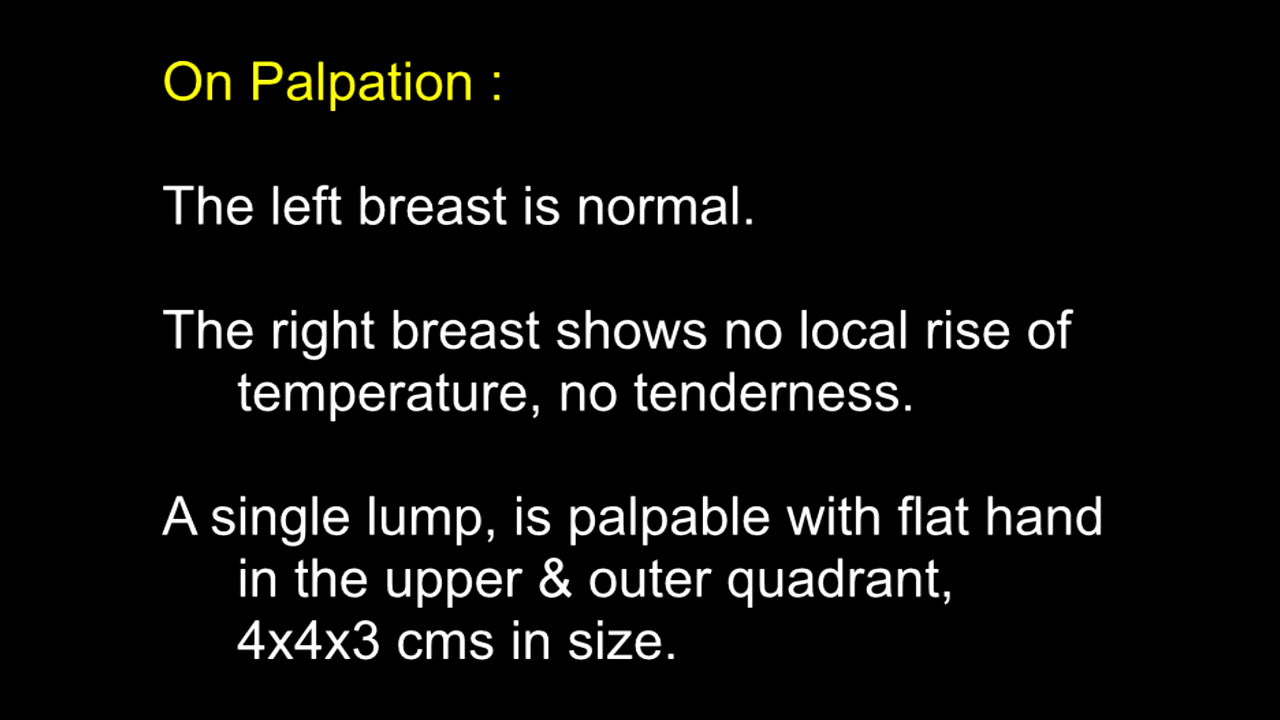 On Palpation :
The left breast is normal.
The right breast shows no local rise of
temperature, no tenderness.
A single lump, is palpable with flat hand
in the upper & outer quadrant,
4x4x3 cms in size.